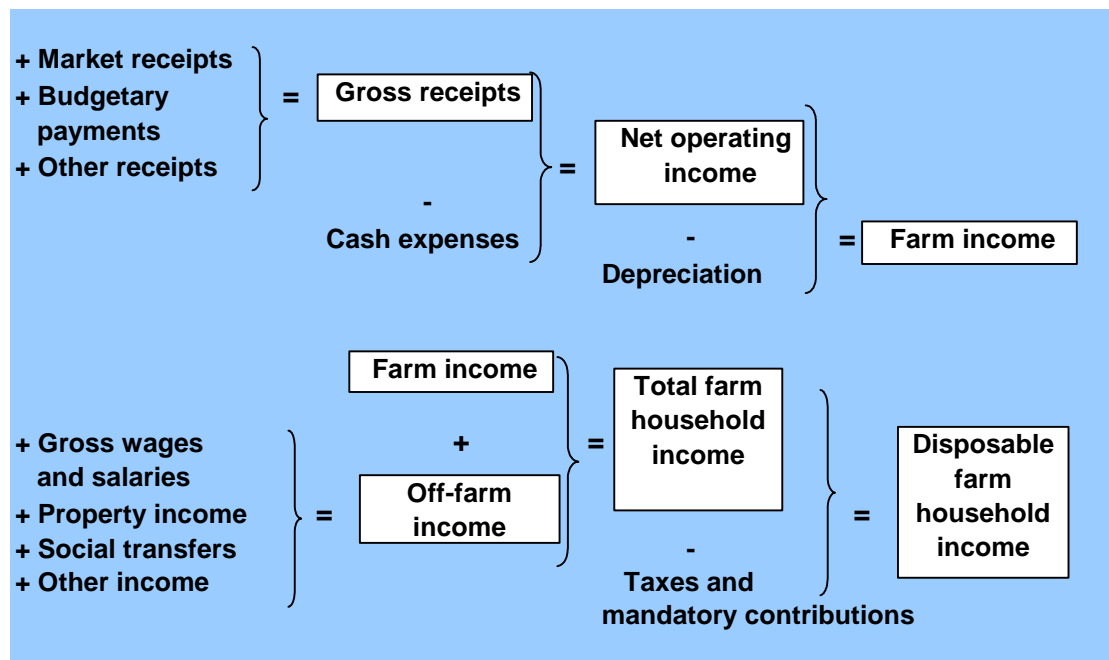 + Market receipts
+ Budgetary
payments
+ Other receipts
=
Gross receipts
-
Cash expenses
=
Net operating
income
-
Depreciation
=
Farm income
Farm income
+
+ Gross wages
and salaries
+ Property income
+ Social transfers
+ Other income
=
Off-farm
income
=
Total farm
household
income
-
Taxes and
mandatory contributions
=
Disposable
farm
household
income